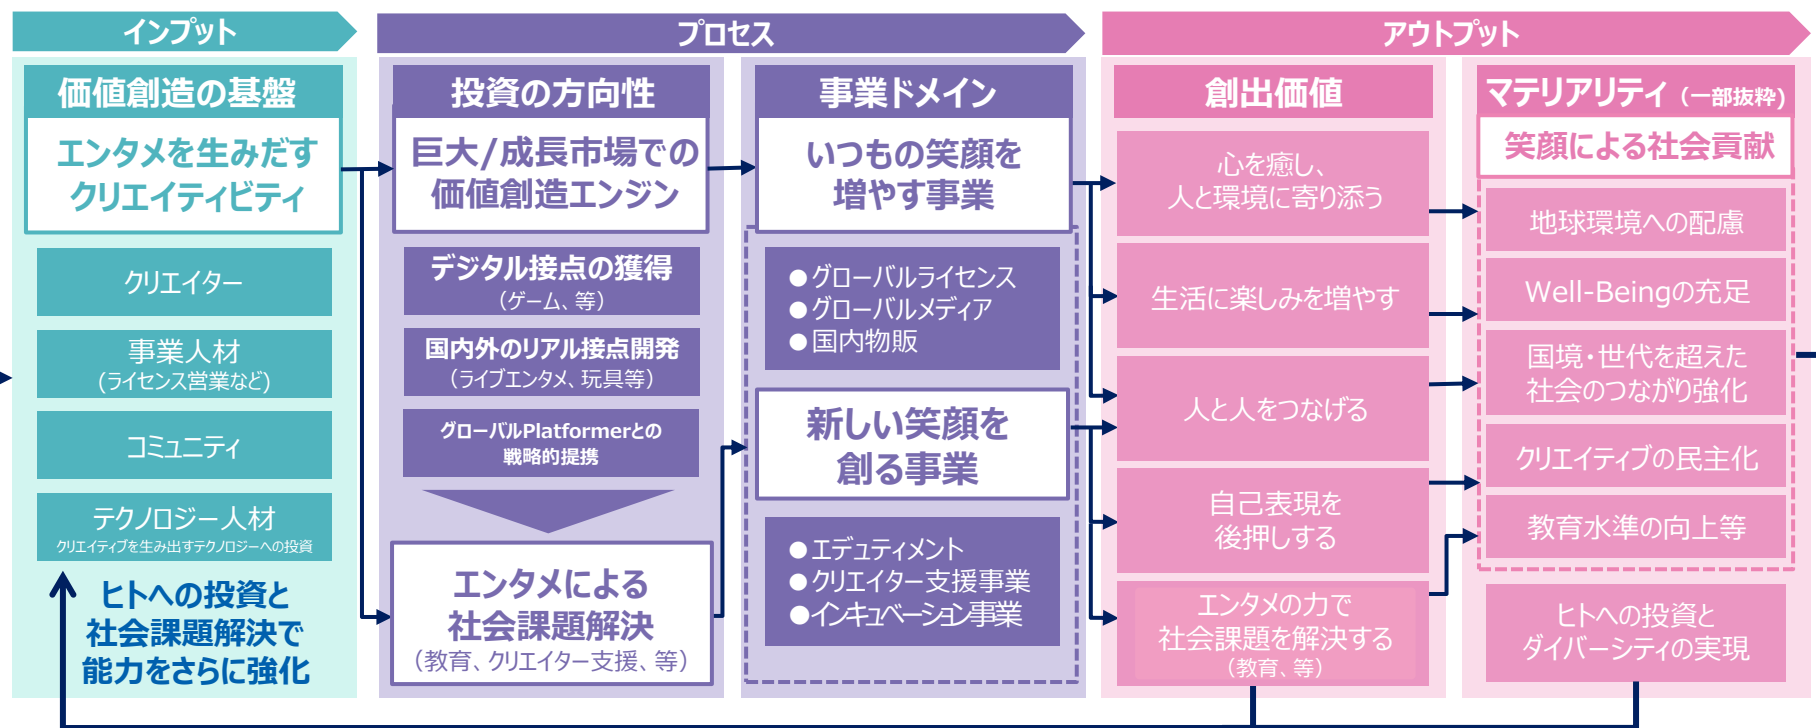 インプット
価値創造の基盤
エンタメを生みだす
クリエイティビティ
クリエイター
事業人材
(ライセンス営業など)
コミュニティ
テクノロジー人材
クリエイティブを生み出すテクノロジーへの投資
ヒトへの投資と
社会課題解決で
能力をさらに強化
プロセス
投資の方向性
巨大/成長市場での
価値創造エンジン
デジタル接点の獲得
（ゲーム、等）
国内外のリアル接点開発
（ライブエンタメ、玩具等）
グローバルPlatformerとの
戦略的提携
エンタメによる
社会課題解決
（教育、クリエイター支援、等）
事業ドメイン
いつもの笑顔を
増やす事業
●グローバルライセンス
●グローバルメディア
●国内物販
新しい笑顔を
創る事業
●エデュティメント
●クリエイター支援事業
●インキュベーション事業
アウトプット
創出価値
心を癒し、
人と環境に寄り添う
生活に楽しみを増やす
人と人をつなげる
自己表現を
後押しする
エンタメの力で
社会課題を解決する
（教育、等）
マテリアリティ（一部抜粋）
笑顔による社会貢献
地球環境への配慮
Well-Beingの充足
国境・世代を超えた
社会のつながり強化
クリエイティブの民主化
教育水準の向上等
ヒトへの投資と
ダイバーシティの実現